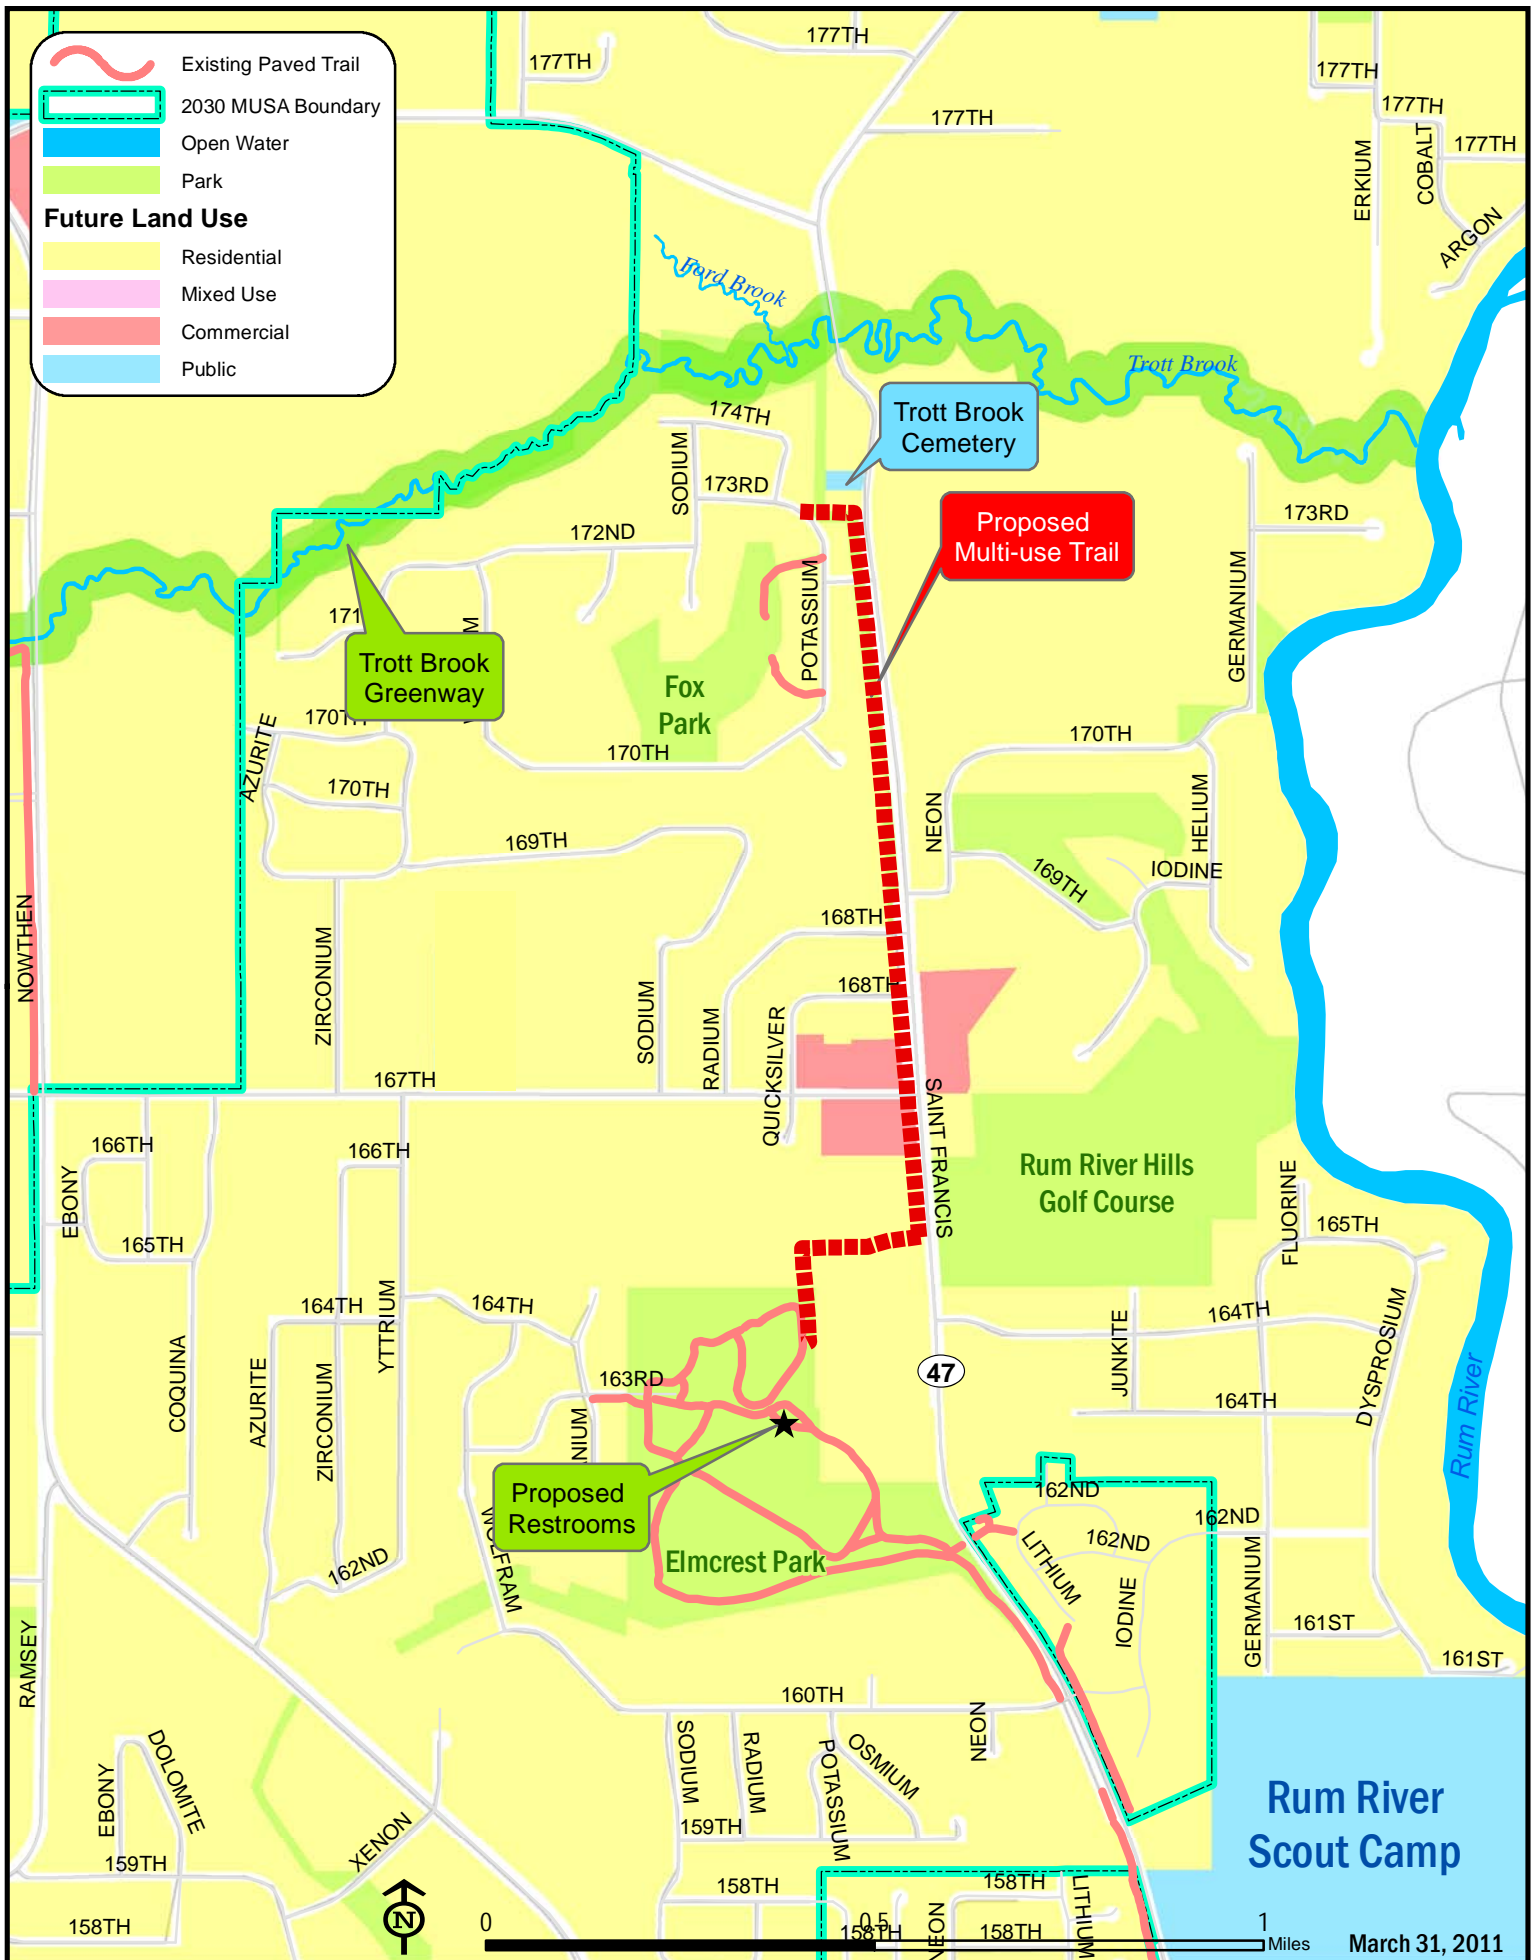 Existing Paved Trail
2030 MUSA Boundary
Open Water
Park
Future Land Use
Residential
Mixed Use
Commercial
Public
177TH
177TH
177TH
177TH
177TH
177TH
ERKIUM
COBALT
ARGON
Ford Brook
Trott Brook
174TH
Trott Brook
Cemetery
SODIUM
173RD
173RD
172ND
Proposed
Multi-use Trail
POTASSIUM
GERMANIUM
171
M
Trott Brook
Greenway
Fox
Park
170TH
170TH
170TH
AZURITE
170TH
NEON
HELIUM
169TH
169TH
IODINE
168TH
168TH
NOWTHEN
ZIRCONIUM
SODIUM
RADIUM
QUICKSILVER
167TH
SAINT FRANCIS
166TH
166TH
EBONY
165TH
Rum River Hills
Golf Course
FLUORINE
165TH
164TH
YTTRIUM
164TH
164TH
JUNKITE
DYSPROSIUM
COQUINA
AZURITE
ZIRCONIUM
163RD
47
164TH
Rum River
NIUM
Proposed
Restrooms
WOLFRAM
162ND
Elmcrest Park
162ND
162ND
162ND
LITHIUM
IODINE
GERMANIUM
161ST
161ST
RAMSEY
160TH
NEON
SODIUM
RADIUM
POTASSIUM
OSMIUM
EBONY
DOLOMITE
XENON
159TH
159TH
Rum River
Scout Camp
158TH
158TH
158TH
158TH
158TH
NEON
LITHIUM
N
0
0.5
1
Miles
March 31, 2011